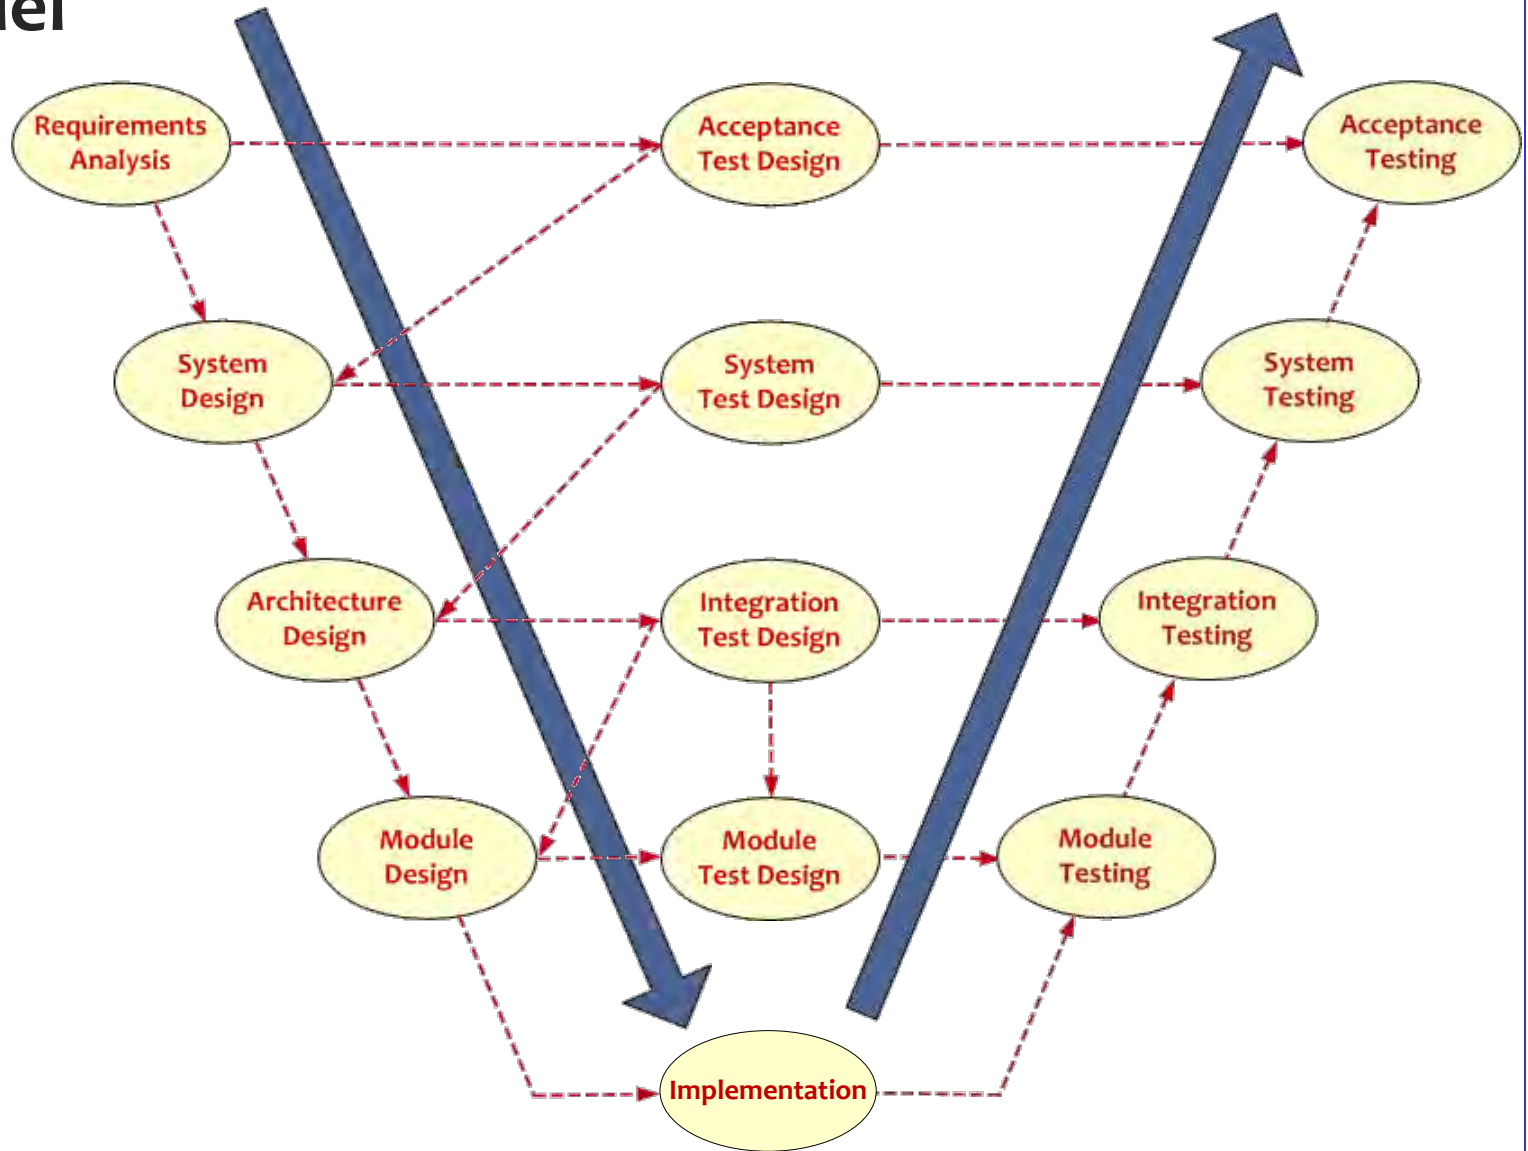 Requirements
Analysis
Acceptance
Test Design
Acceptance
Testing
System
Design
System
Test Design
System
Testing
Architecture
Design
Integration
Test Design
Integration
Testing
Module
Design
Module
Test Design
Module
Testing
Implementation